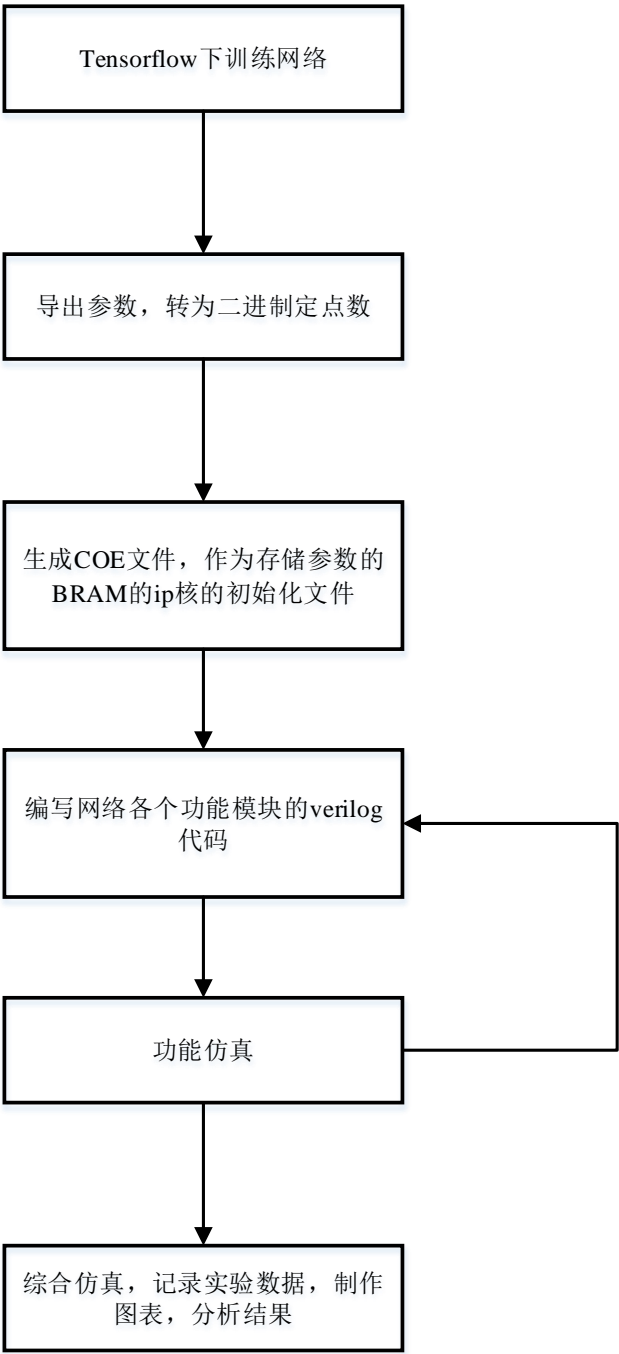 Tensorflow下训练网络
导出参数，转为二进制定点数
生成COE文件，作为存储参数的
BRAM的ip核的初始化文件
编写网络各个功能模块的verilog
代码
功能仿真
综合仿真，记录实验数据，制作
图表，分析结果